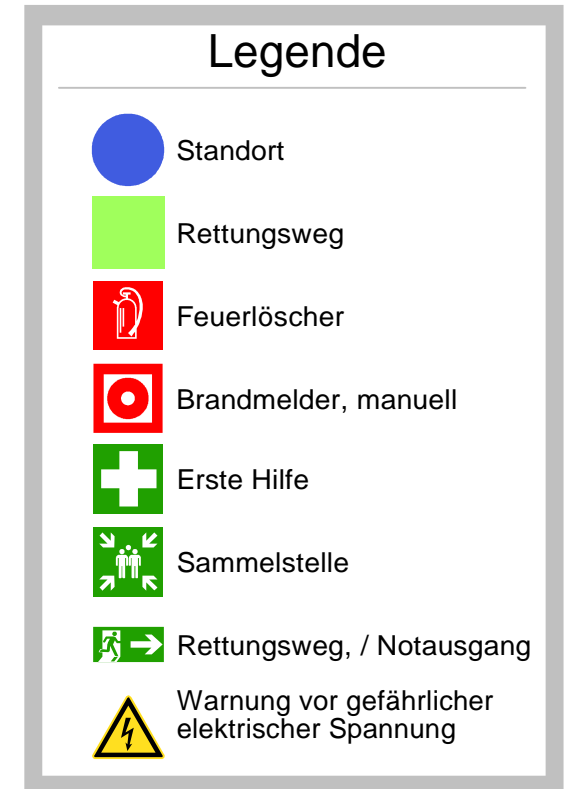 Legende
Standort
Rettungsweg
Feuerlöscher
Brandmelder, manuell
Erste Hilfe
Sammelstelle
Rettungsweg, / Notausgang
Warnung vor gefährlicher
elektrischer Spannung